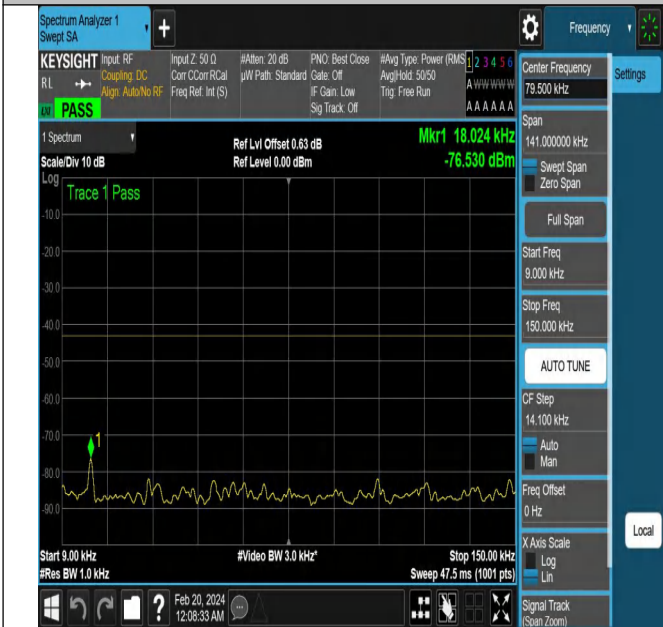 Spectrum Analyzer 1
Swept SA
+
Frequency
KEYSIGHT
RL
PASS
Input: RF
Coupling: DC
Align: Auto/No RF
Input Z: 50 Ω
Corr CCorr RCal
Freq Ref: Int (S)
#Atten: 20 dB
µW Path: Standard
PNO: Best Close
Gate: Off
IF Gain: Low
Sig Track: Off
#Avg Type: Power (RMS
Avg|Hold: 50/50
Trig: Free Run
1 2 3 4 5 6
A W W W W W
A A A A A A
1 Spectrum
Scale/Div 10 dB
Ref Lvl Offset 0.63 dB
Ref Level 0.00 dBm
Mkr1 18.024 kHz
-76.530 dBm
Log
Trace 1 Pass
-10.0
-20.0
-30.0
-40.0
-50.0
-60.0
-70.0
-80.0
-90.0
1
Start 9.00 kHz
#Res BW 1.0 kHz
#Video BW 3.0 kHz*
Stop 150.00 kHz
Sweep 47.5 ms (1001 pts)
Center Frequency
79.500 kHz
Settings
Span
141.000000 kHz
Swept Span
Zero Span
Full Span
Start Freq
9.000 kHz
Stop Freq
150.000 kHz
AUTO TUNE
CF Step
14.100 kHz
Auto
Man
Freq Offset
0 Hz
X Axis Scale
Log
Lin
Signal Track
(Span Zoom)
Local
?
Feb 20, 2024
12:08:33 AM